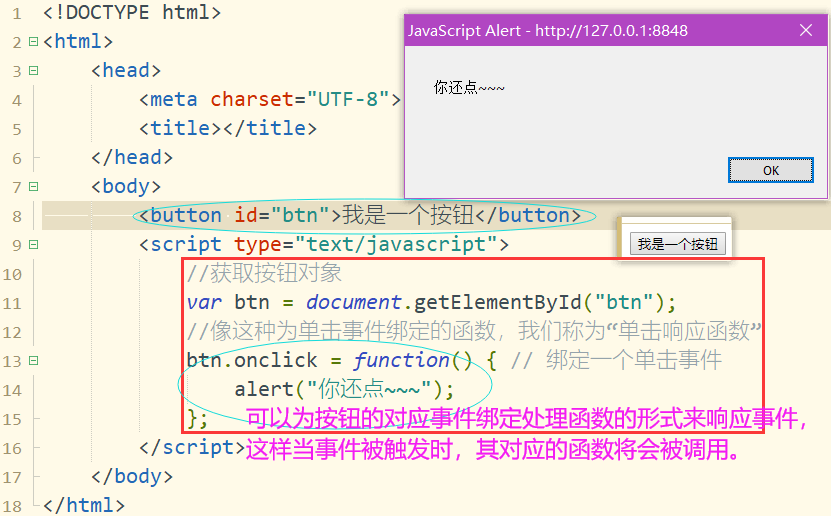 1 <!DOCTYPE html>
2 <html>
3 <head>
4 <meta charset="UTF-8">
5 <title></title>
6 </head>
7 <body>
8 <button id="btn">我是一个按钮</button>
9 <script type="text/javascript">
10 //获取按钮对象
11 var btn = document.getElementById("btn");
12 //像这种为单击事件绑定的函数，我们称为“单击响应函数”
13 btn.onclick = function() { // 绑定一个单击事件
14 alert("你还点~~~");
15 };
可以为按钮的对应事件绑定处理函数的形式来响应事件，
16 </script>
这样当事件被触发时，其对应的函数将会被调用。
17 </body>
18 </html>
JavaScript Alert - http://127.0.0.1:8848
你还点~~~
OK
我是一个按钮